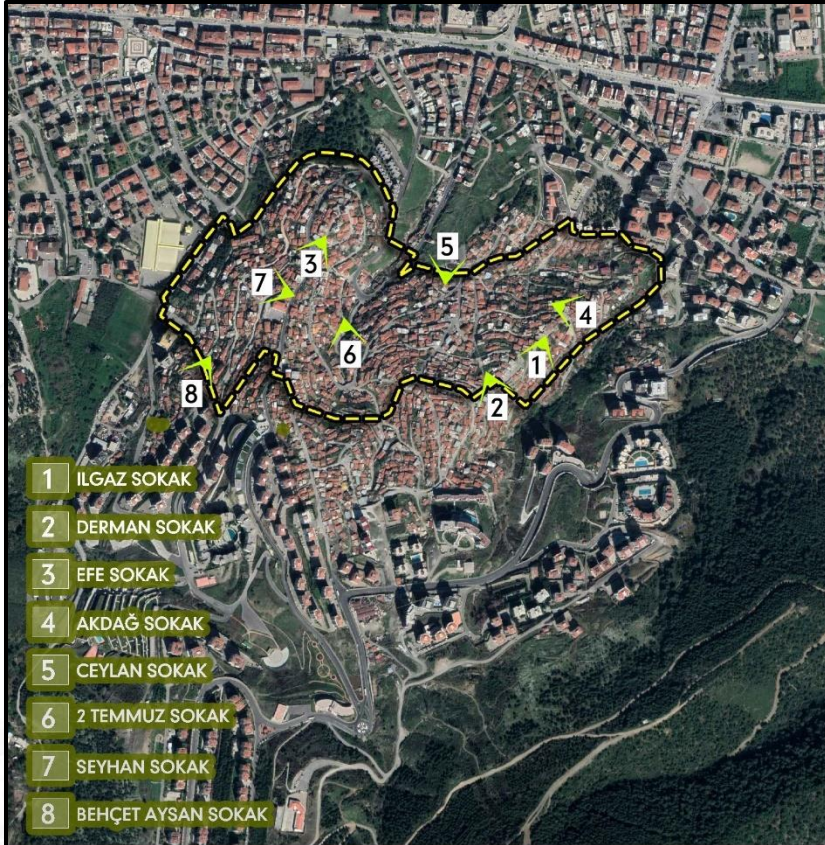 5
3
7
4
6
1
8
2
1 ILGAZ SOKAK
2 DERMAN SOKAK
3 EFE SOKAK
4 AKDAĞ SOKAK
5 CEYLAN SOKAK
6 2 TEMMUZ SOKAK
7 SEYHAN SOKAK
8 BEHÇET AYSAN SOKAK